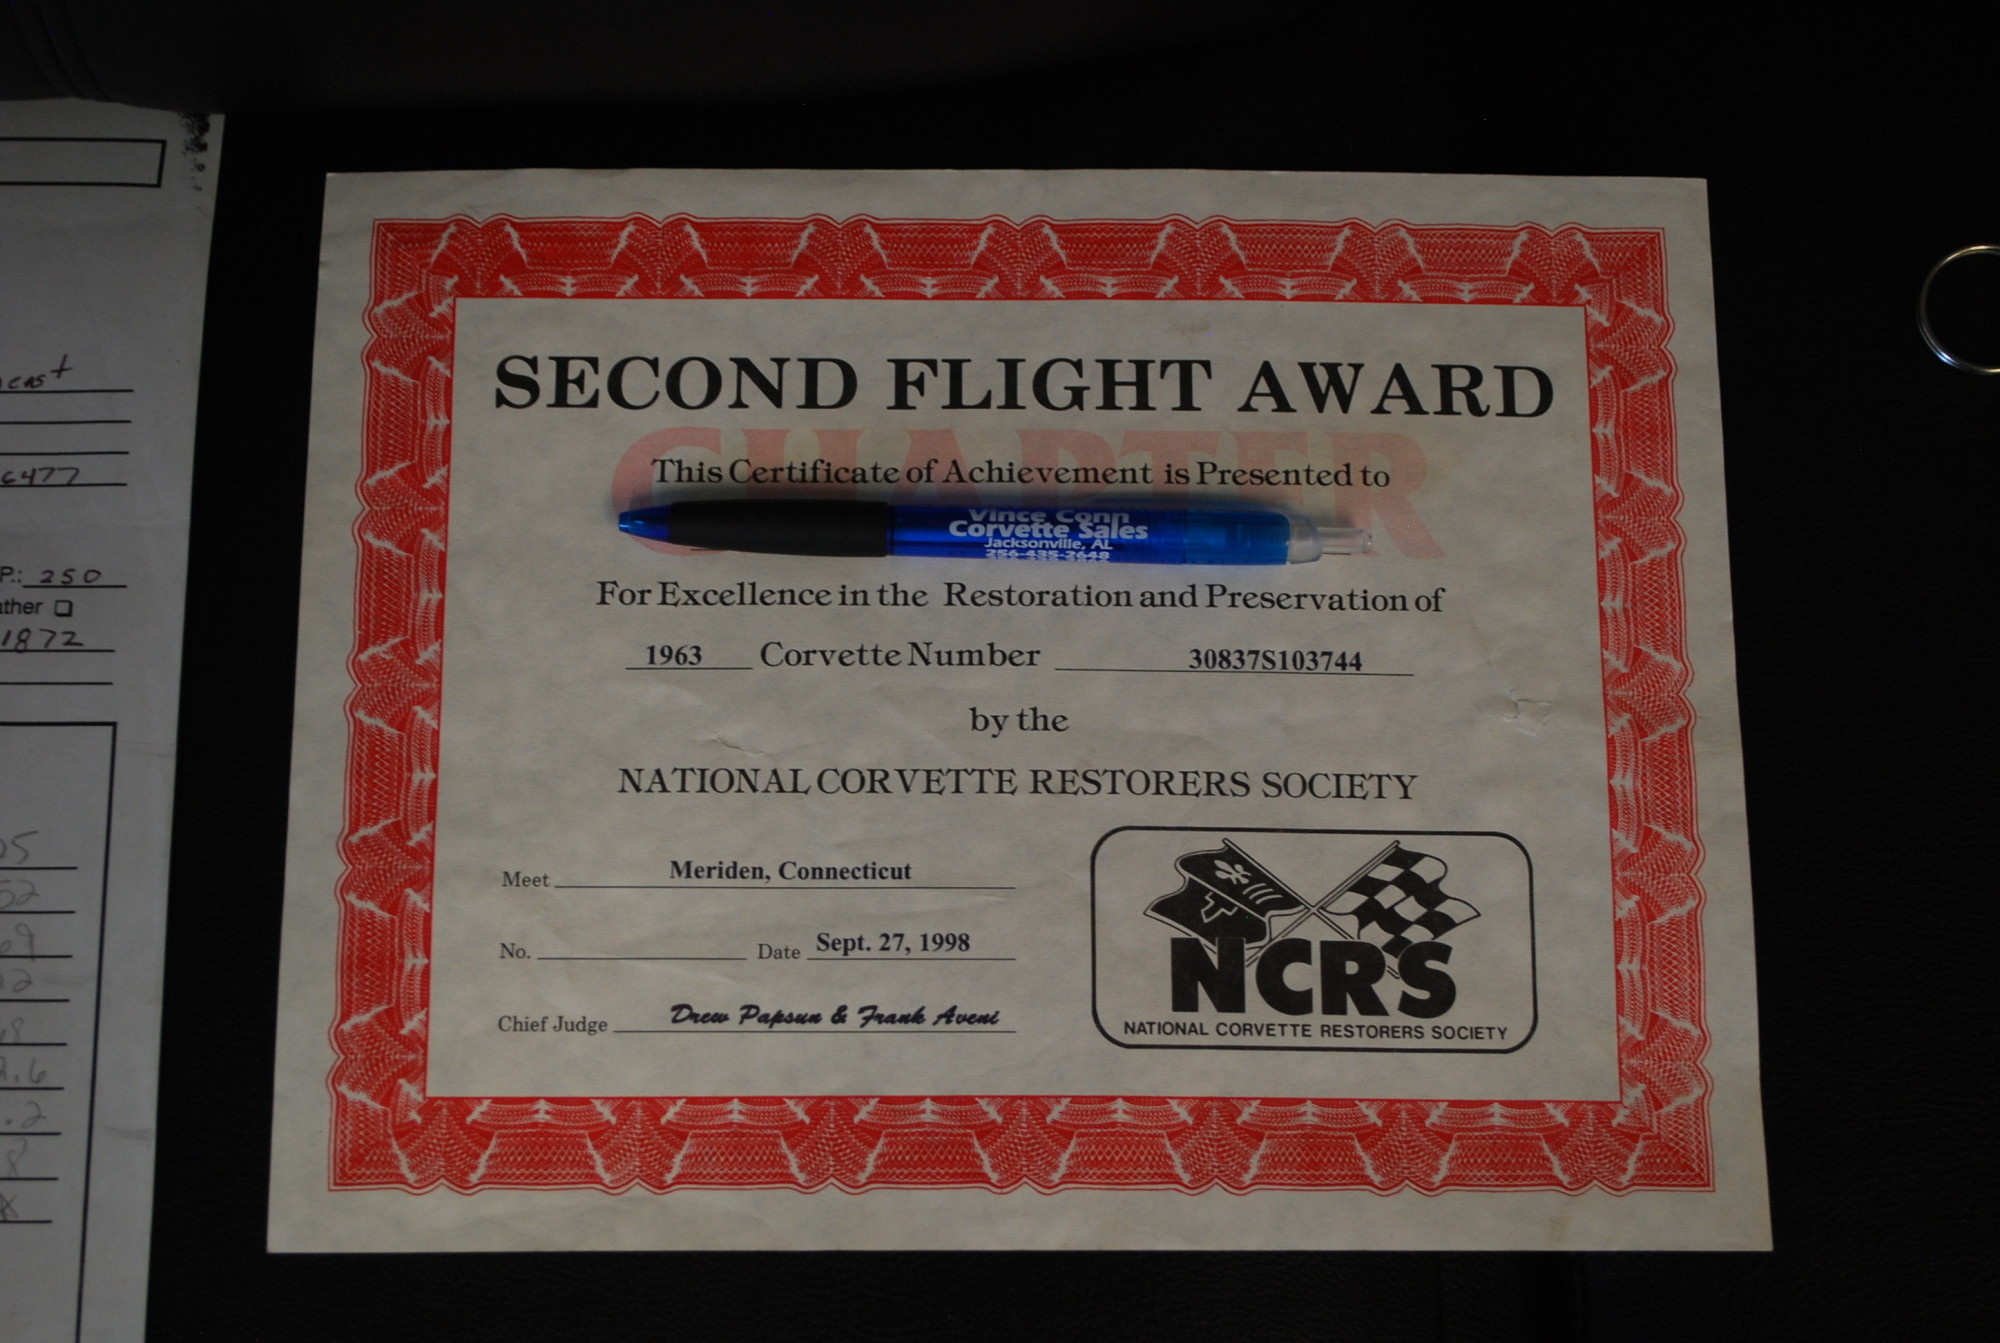 SECOND FLIGHT AWARD
CHAPTER
This Certificate of Achievement is Presented to
Vince Conn
Corvette Sales
Jacksonville, AL
256-435-2648
For Excellence in the Restoration and Preservation of
1963 Corvette Number 30837S103744
by the
NATIONAL CORVETTE RESTORERS SOCIETY
Meet Meriden, Connecticut
No. Date Sept. 27, 1998
Chief Judge Drew Papsun & Frank Aveni
NCRS
NATIONAL CORVETTE RESTORERS SOCIETY
6477
P.: 250
1872